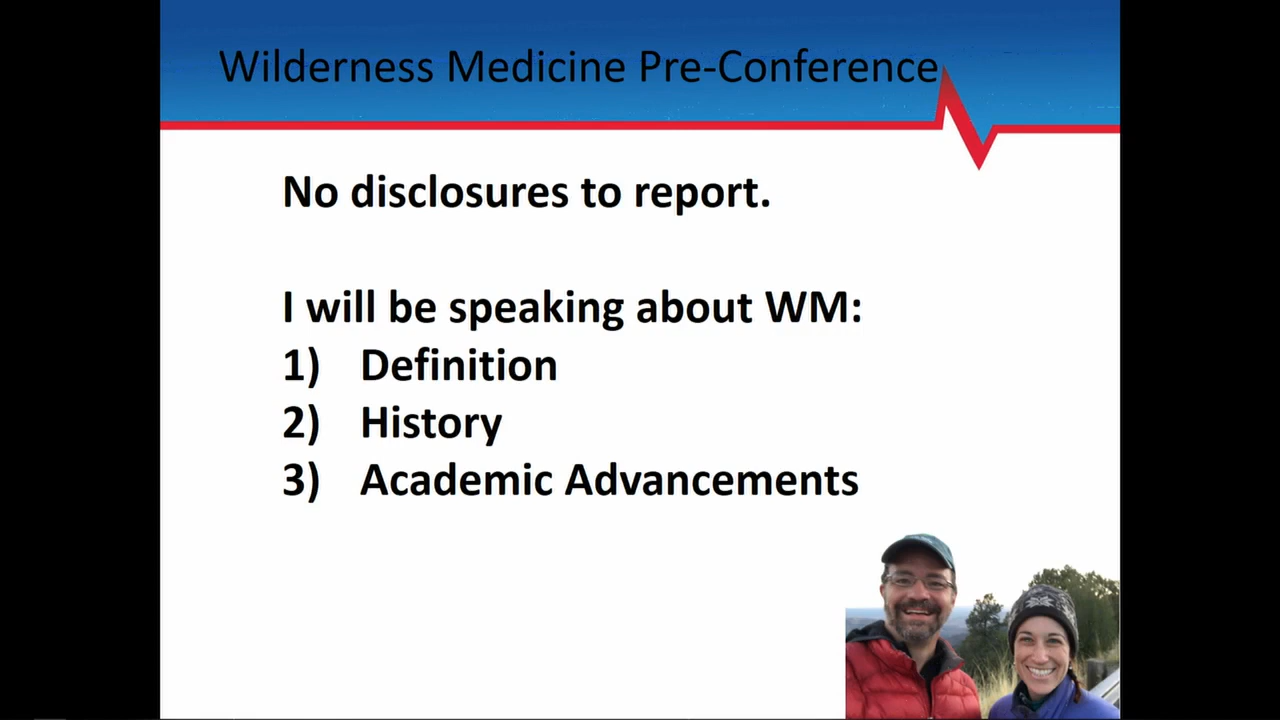 Wilderness Medicine Pre-Conference
No disclosures to report.
I will be speaking about WM:
1) Definition
2) History
3) Academic Advancements